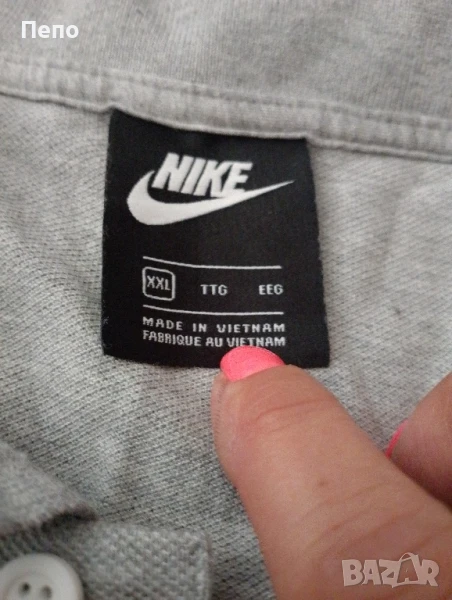 Пепо
NIKE
XXL TTG EEG
MADE IN VIETNAM
FABRIQUE AU VIETNAM
BAZAR